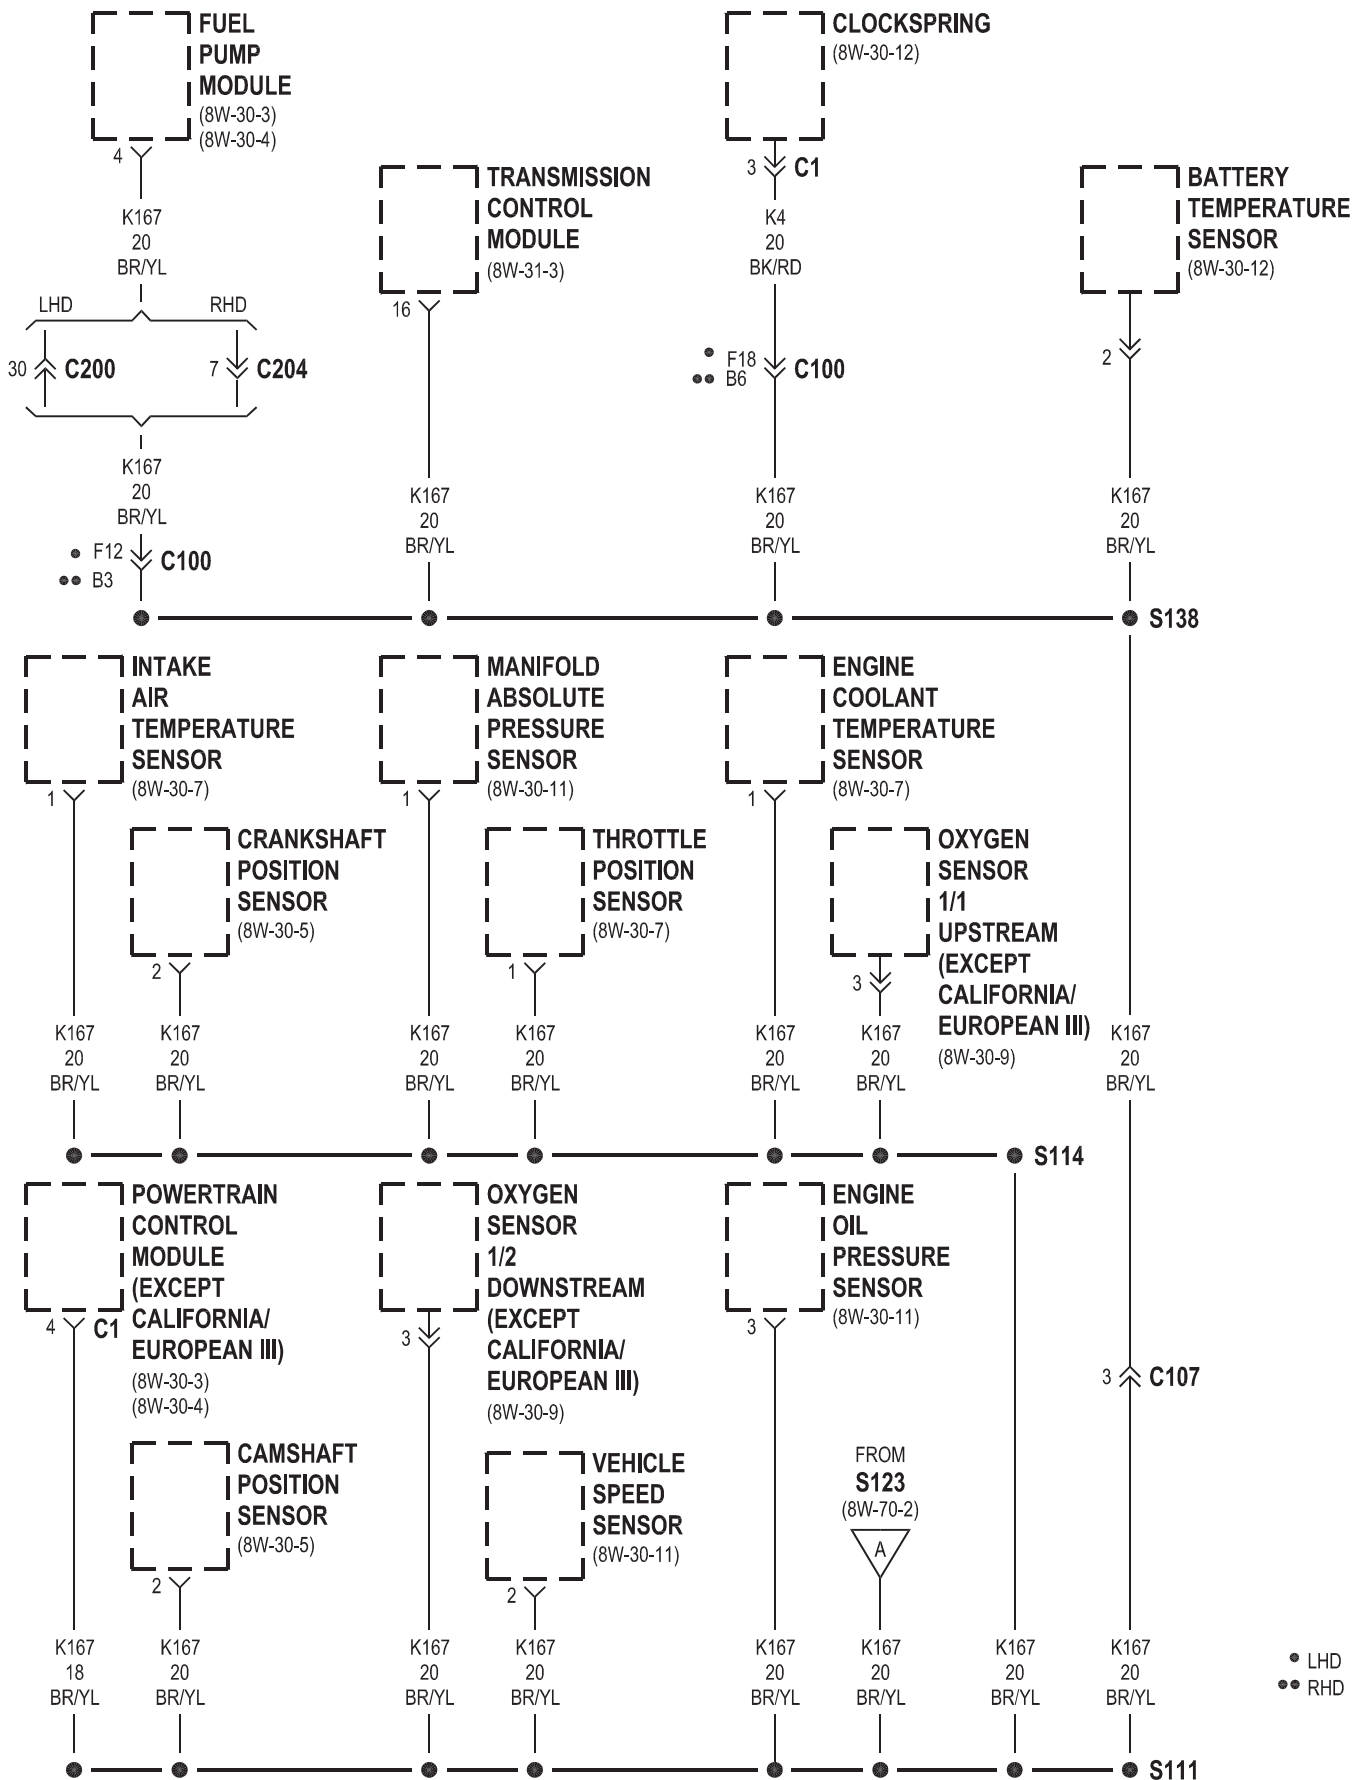 FUEL
PUMP
MODULE
(8W-30-3)
(8W-30-4)
4
K167
20
BR/YL
LHD
RHD
30
C200
7
C204
K167
20
BR/YL
F12
B3
C100
TRANSMISSION
CONTROL
MODULE
(8W-31-3)
16
K167
20
BR/YL
CLOCKSPRING
(8W-30-12)
3
C1
K4
20
BK/RD
F18
B6
C100
K167
20
BR/YL
BATTERY
TEMPERATURE
SENSOR
(8W-30-12)
2
K167
20
BR/YL
S138
INTAKE
AIR
TEMPERATURE
SENSOR
(8W-30-7)
1
K167
20
BR/YL
CRANKSHAFT
POSITION
SENSOR
(8W-30-5)
2
K167
20
BR/YL
MANIFOLD
ABSOLUTE
PRESSURE
SENSOR
(8W-30-11)
1
K167
20
BR/YL
THROTTLE
POSITION
SENSOR
(8W-30-7)
1
K167
20
BR/YL
ENGINE
COOLANT
TEMPERATURE
SENSOR
(8W-30-7)
1
K167
20
BR/YL
OXYGEN
SENSOR
1/1
UPSTREAM
(EXCEPT
CALIFORNIA/
EUROPEAN III)
(8W-30-9)
3
K167
20
BR/YL
K167
20
BR/YL
S114
POWERTRAIN
CONTROL
MODULE
(EXCEPT
CALIFORNIA/
EUROPEAN III)
(8W-30-3)
(8W-30-4)
4
C1
K167
18
BR/YL
CAMSHAFT
POSITION
SENSOR
(8W-30-5)
2
K167
20
BR/YL
OXYGEN
SENSOR
1/2
DOWNSTREAM
(EXCEPT
CALIFORNIA/
EUROPEAN III)
(8W-30-9)
3
K167
20
BR/YL
VEHICLE
SPEED
SENSOR
(8W-30-11)
2
K167
20
BR/YL
ENGINE
OIL
PRESSURE
SENSOR
(8W-30-11)
3
K167
20
BR/YL
FROM
S123
(8W-70-2)
A
K167
20
BR/YL
K167
20
BR/YL
3
C107
K167
20
BR/YL
S111
LHD
RHD